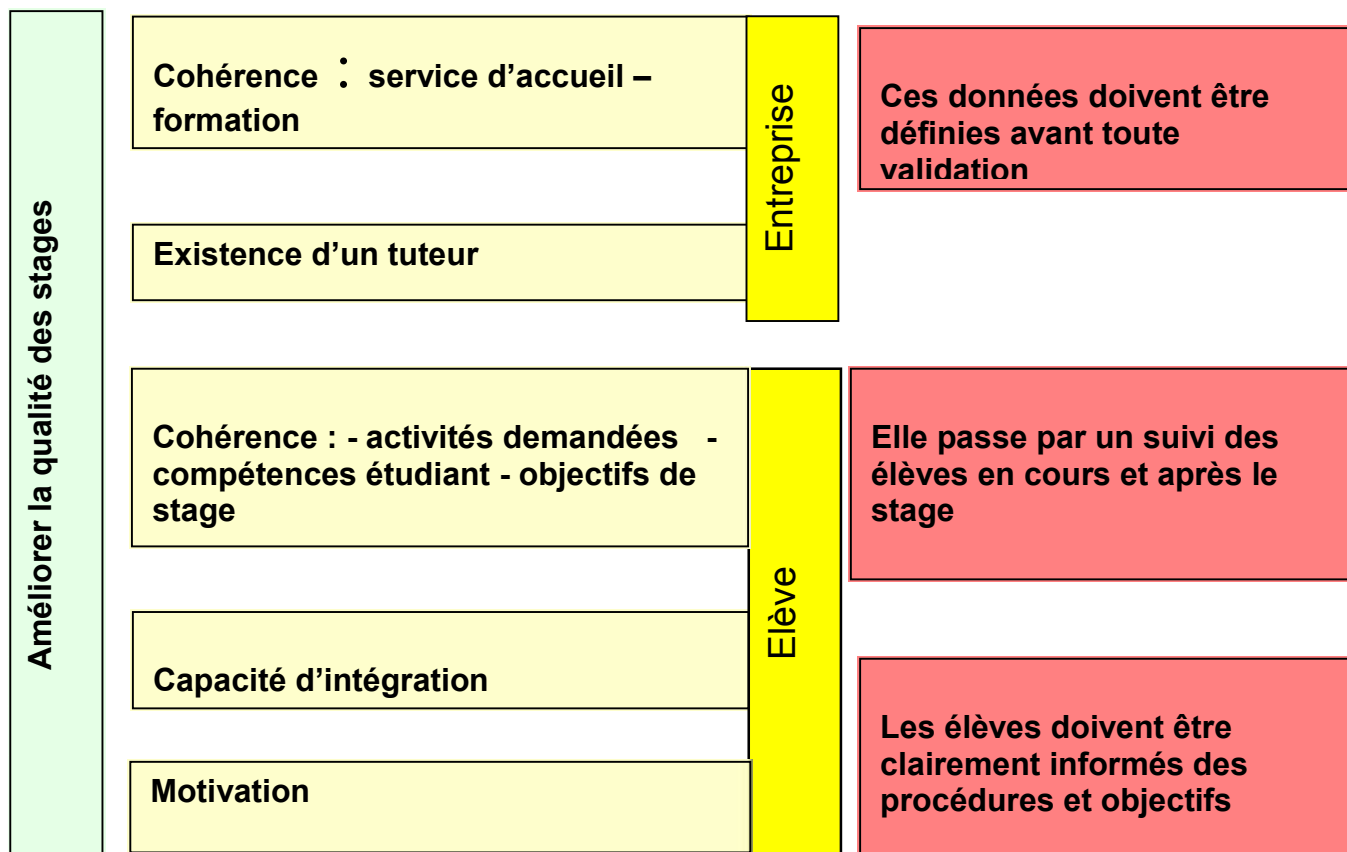 Améliorer la qualité des stages
Cohérence : service d’accueil –
formation
Existence d’un tuteur
Entreprise
Ces données doivent être
définies avant toute
validation
Cohérence : - activités demandées -
compétences étudiant - objectifs de
stage
Capacité d’intégration
Motivation
Elève
Elle passe par un suivi des
élèves en cours et après le
stage
Les élèves doivent être
clairement informés des
procédures et objectifs